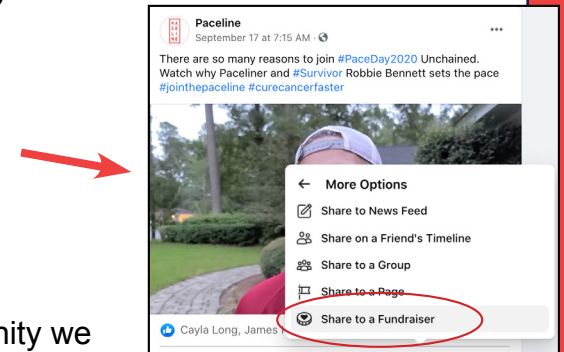 PACELINE
Paceline
September 17 at 7:15 AM ·
There are so many reasons to join #PaceDay2020 Unchained.
Watch why Paceliner and #Survivor Robbie Bennett sets the pace
#jointhepaceline #curecancerfaster
More Options
Share to News Feed
Share on a Friend's Timeline
Share to a Group
Share to a Page
Share to a Fundraiser
Cayla Long, James
nity we